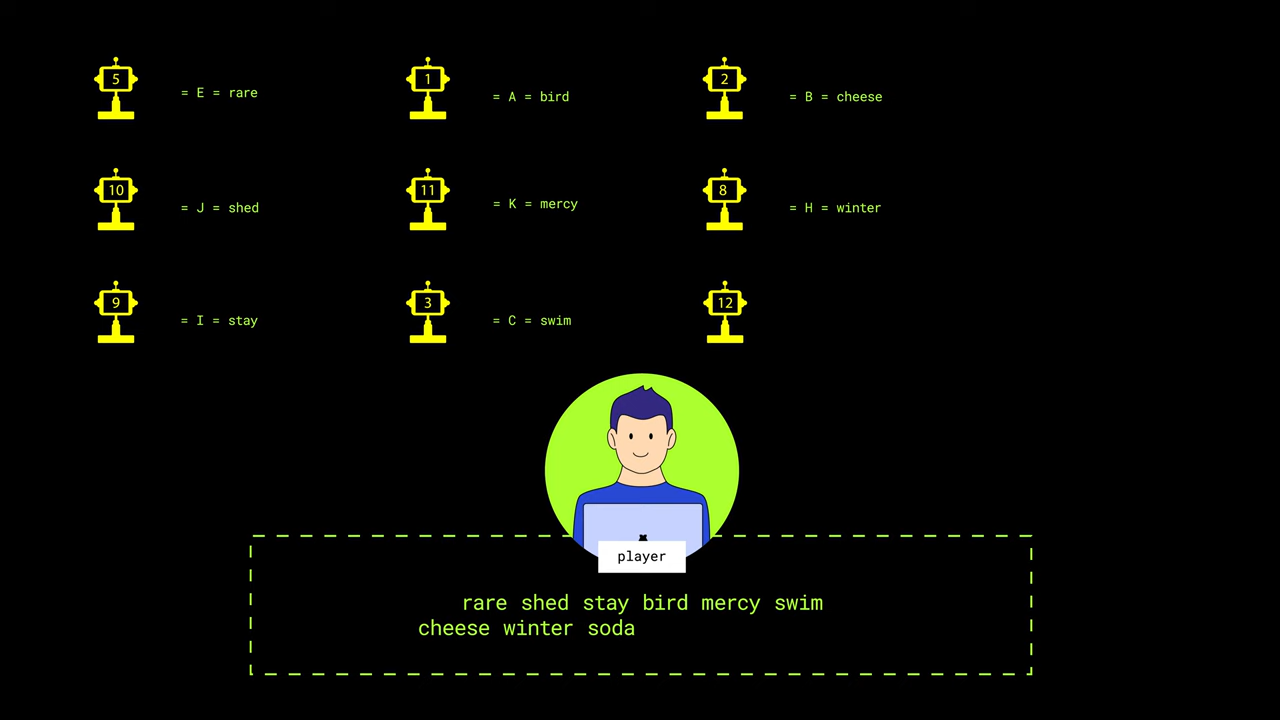 5 = E = rare
1 = A = bird
2 = B = cheese
10 = J = shed
11 = K = mercy
8 = H = winter
9 = I = stay
3 = C = swim
12
player
rare shed stay bird mercy swim
cheese winter soda